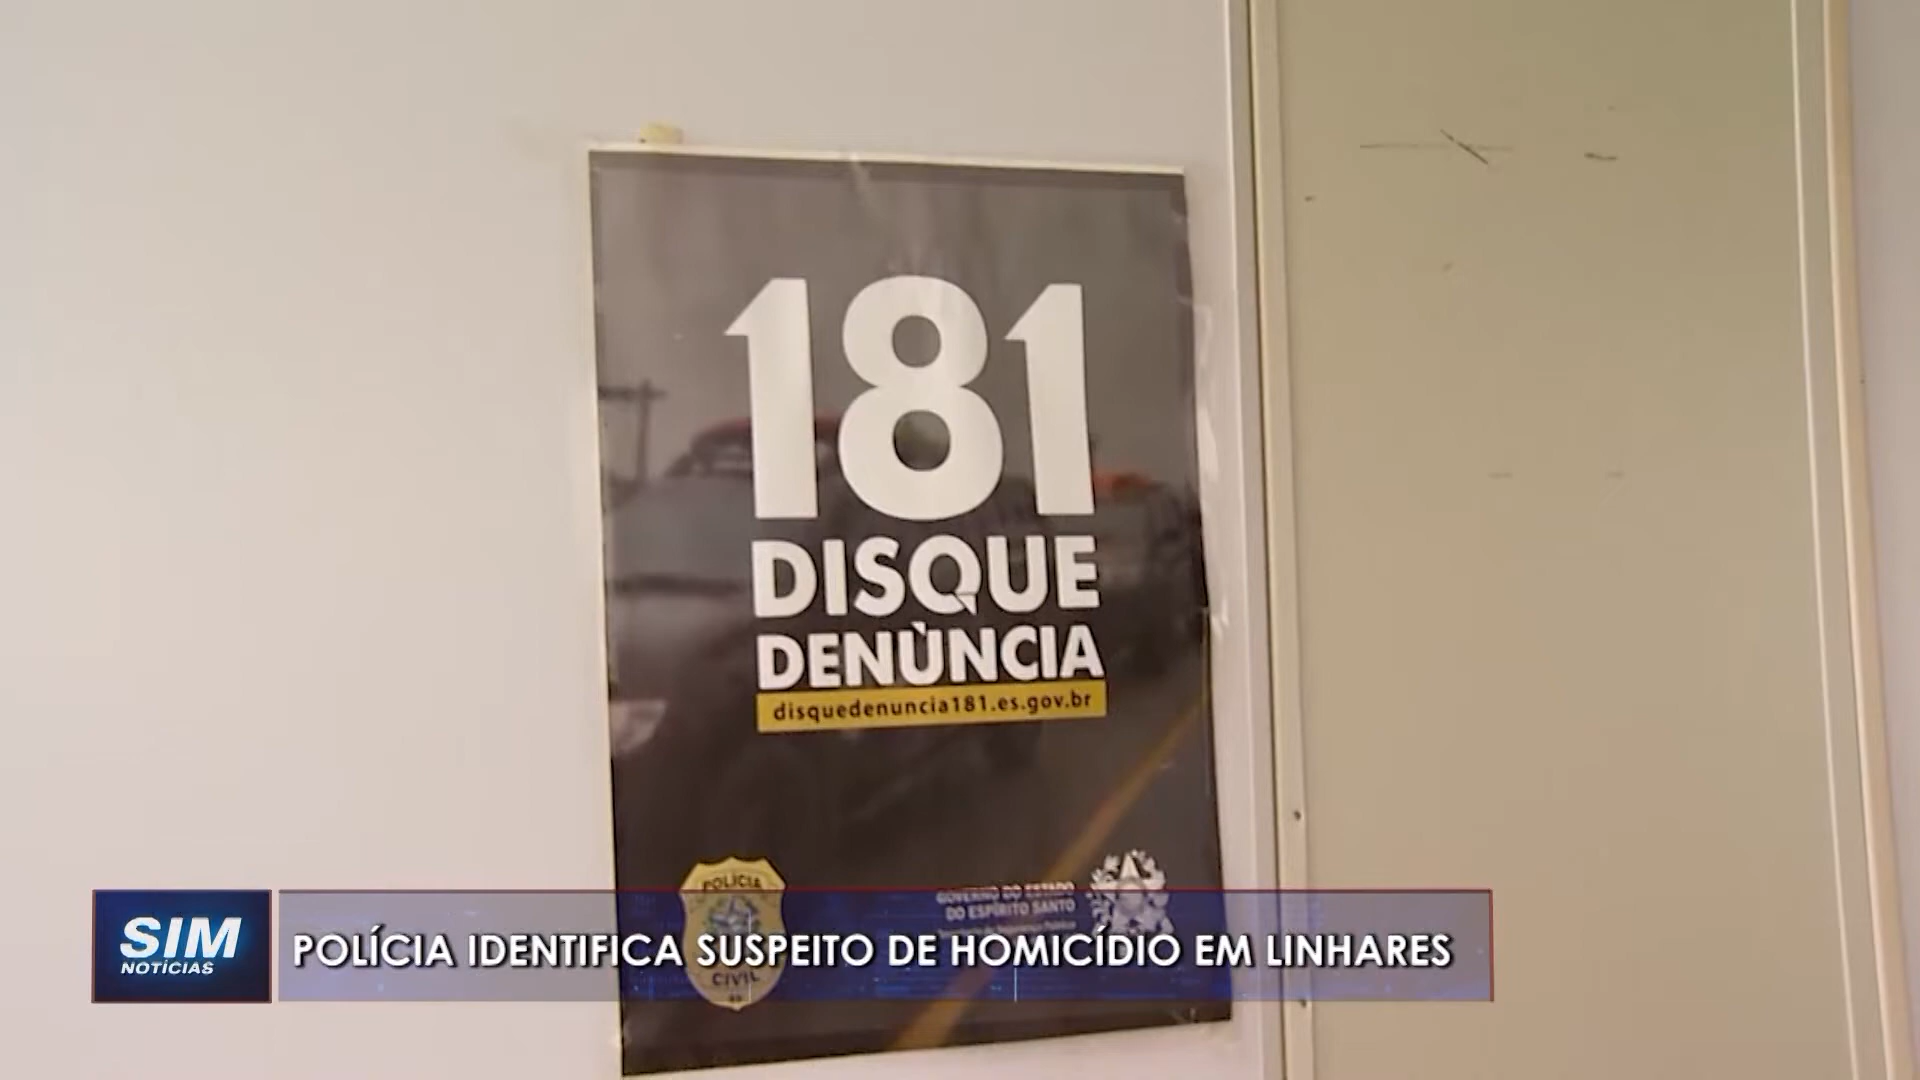 181
DISQUE
DENÙNCIA
disquedenuncia181.es.gov.br
POLÍCIA
CIVIL
GOVERNO DO ESTADO
DO ESPÍRITO SANTO
SIM
NOTÍCIAS
POLÍCIA IDENTIFICA SUSPEITO DE HOMICÍDIO EM LINHARES